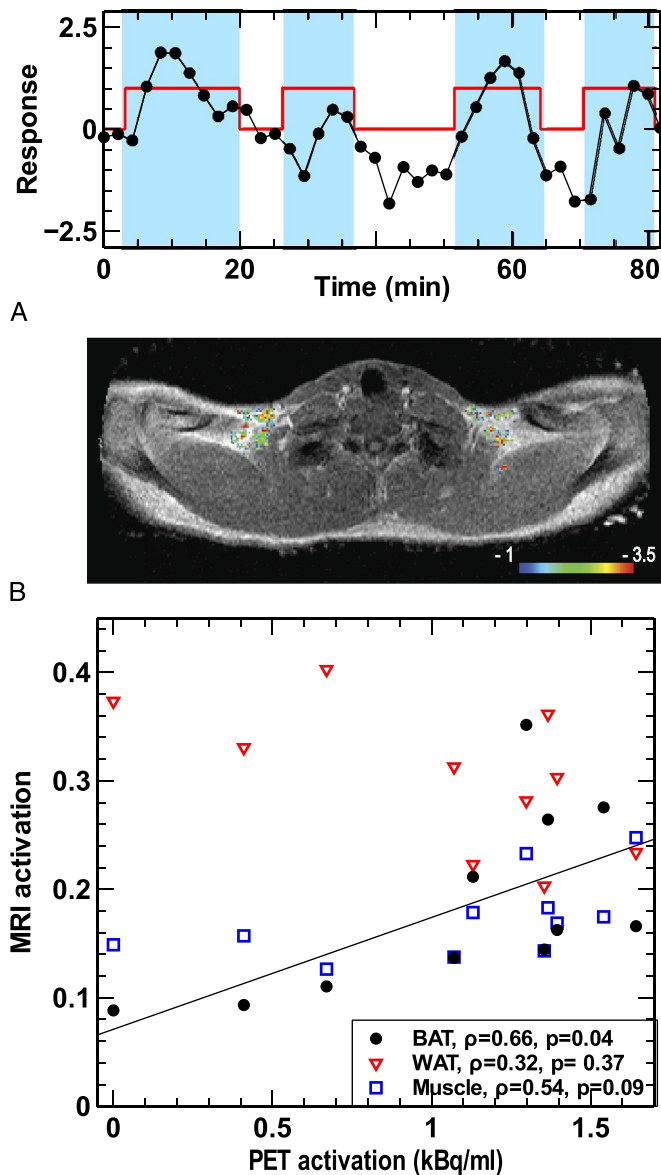 2.5
0
−2.5
Response
0 20 40 60 80
Time (min)
A
- 1 - 3.5
B
0.4
0.3
0.2
0.1
0
MRI activation
BAT, ρ=0.66, p=0.04
WAT, ρ=0.32, p= 0.37
Muscle, ρ=0.54, p=0.09
0 0.5 1 1.5
PET activation (kBq/ml)